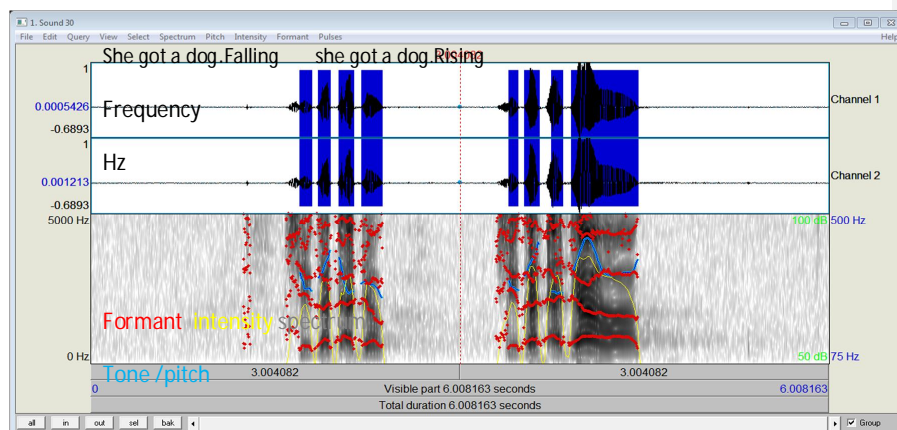 1. Sound 30
File Edit Query View Select Spectrum Pitch Intensity Formant Pulses Help
She got a dog.Falling she got a dog.Rising
3.004082
1
Frequency
0.0005426
Channel 1
-0.6893
1
Hz
0.001213
Channel 2
-0.6893
5000 Hz
100 dB 500 Hz
Formant intensity spectrum
0 Hz
50 dB 75 Hz
Tone /pitch
3.004082 3.004082
0 Visible part 6.008163 seconds 6.008163
Total duration 6.008163 seconds
all in out sel bak Group